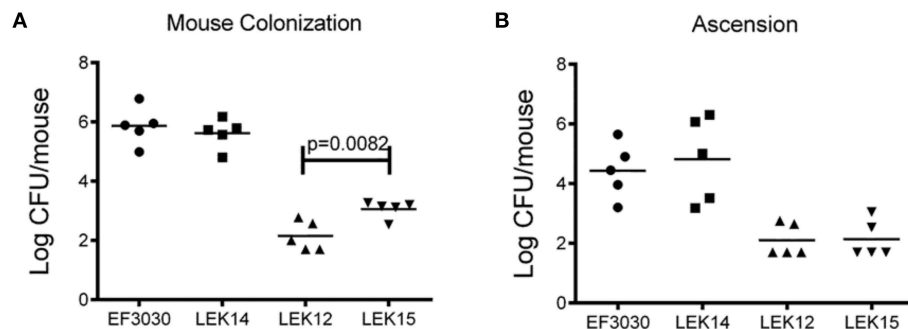 A
Mouse Colonization
Log CFU/mouse
8
6
4
2
0
p=0.0082
EF3030
LEK14
LEK12
LEK15
B
Ascension
Log CFU/mouse
8
6
4
2
0
EF3030
LEK14
LEK12
LEK15